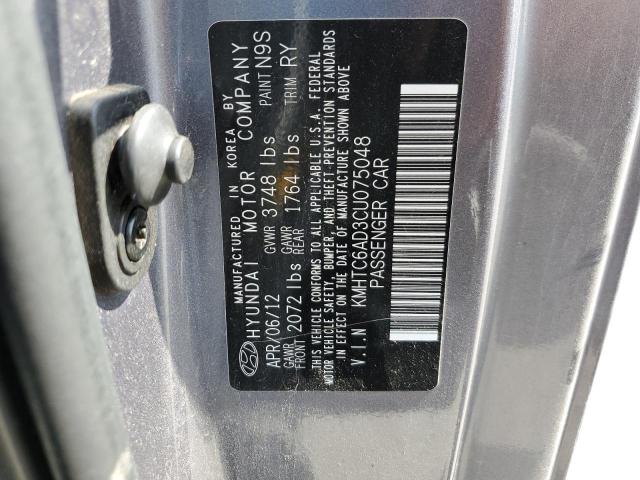 MANUFACTURED IN KOREA BY
HYUNDAI MOTOR COMPANY
APR/06/12 GVWR 3748 lbs PAINT N9S
GAWR FRONT 2072 lbs GAWR REAR 1764 lbs TRIM RY
THIS VEHICLE CONFORMS TO ALL APPLICABLE U.S.A. FEDERAL
MOTOR VEHICLE SAFETY, BUMPER, AND THEFT-PREVENTION STANDARDS
IN EFFECT ON THE DATE OF MANUFACTURE SHOWN ABOVE
V.I.N KMHTC6AD3CU075048
PASSENGER CAR